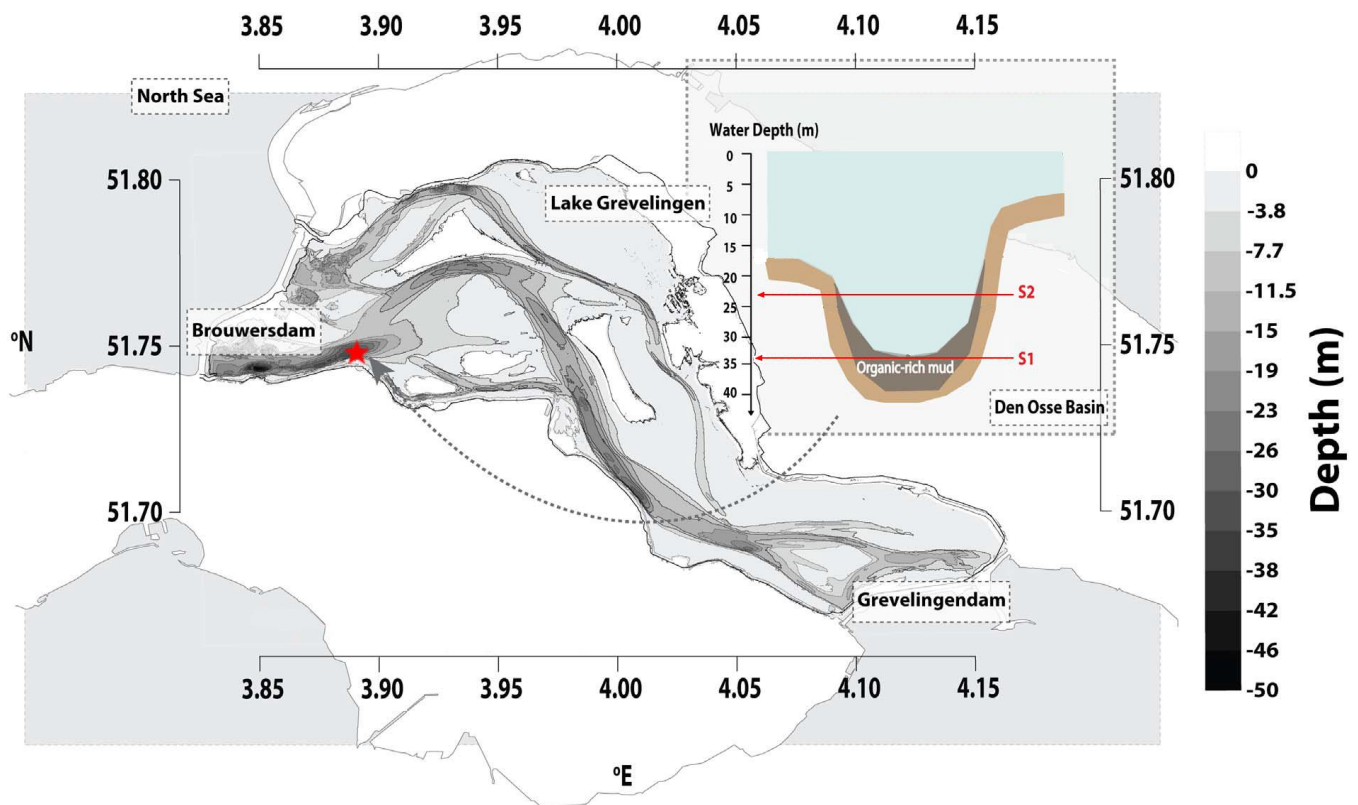 3.85 3.90 3.95 4.00 4.05 4.10 4.15
North Sea
Water Depth (m)
0
5
10
15
20
25
30
35
40
S2
S1
Organic-rich mud
Den Osse Basin
51.80
51.75
51.70
ºN
Lake Grevelingen
Brouwersdam
Grevelingendam
51.80
51.75
51.70
3.85 3.90 3.95 4.00 4.05 4.10 4.15
ºE
0
-3.8
-7.7
-11.5
-15
-19
-23
-26
-30
-35
-38
-42
-46
-50
Depth (m)